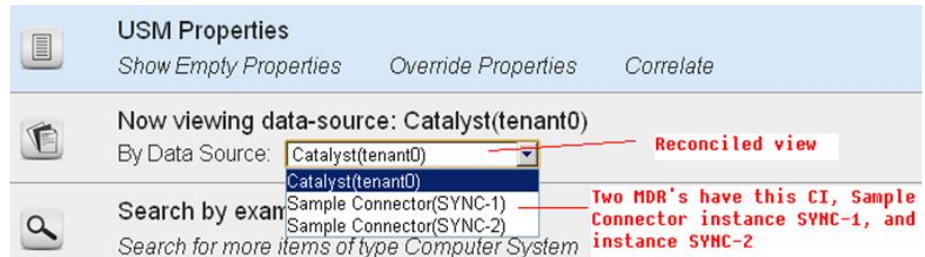 USM Properties
Show Empty Properties Override Properties Correlate
Now viewing data-source: Catalyst(tenant0)
By Data Source: Catalyst(tenant0)
Reconciled view
Catalyst(tenant0)
Sample Connector(SYNC-1)
Sample Connector(SYNC-2)
Two MDR's have this CI, Sample
Connector instance SYNC-1, and
instance SYNC-2
Search by exam
Search for more items of type Computer System